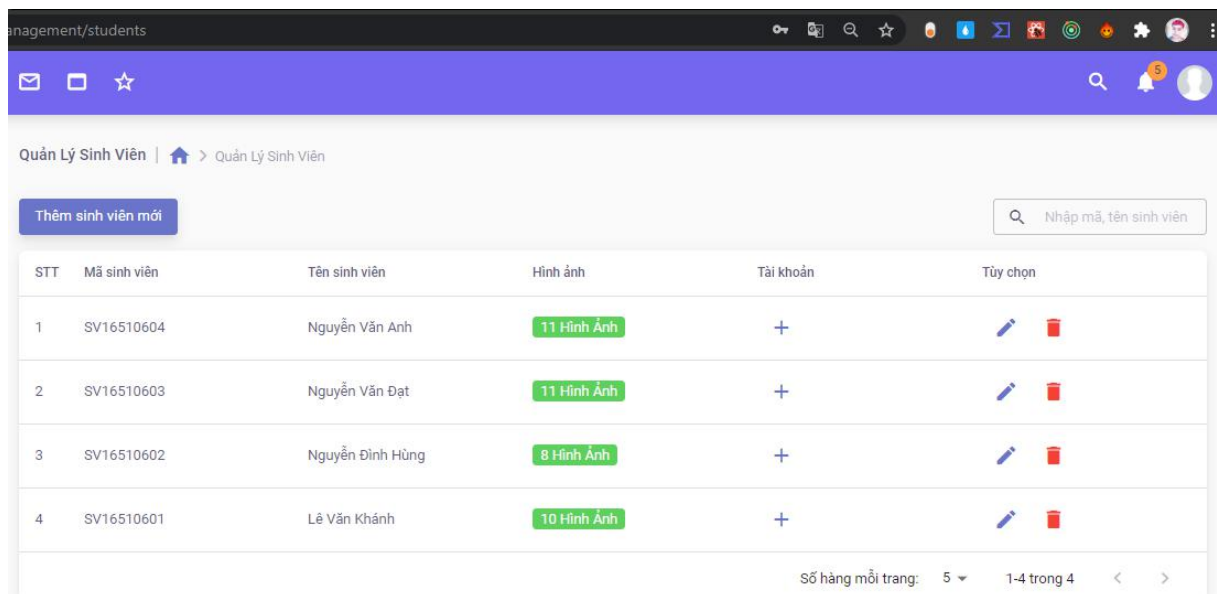 anagement/students
5
Quản Lý Sinh Viên | > Quản Lý Sinh Viên
Thêm sinh viên mới
Nhập mã, tên sinh viên
STT Mã sinh viên Tên sinh viên Hình ảnh Tài khoản Tùy chọn
1 SV16510604 Nguyễn Văn Anh 11 Hình Ảnh +
2 SV16510603 Nguyễn Văn Đạt 11 Hình Ảnh +
3 SV16510602 Nguyễn Đình Hùng 8 Hình Ảnh +
4 SV16510601 Lê Văn Khánh 10 Hình Ảnh +
Số hàng mỗi trang: 5 1-4 trong 4 < >